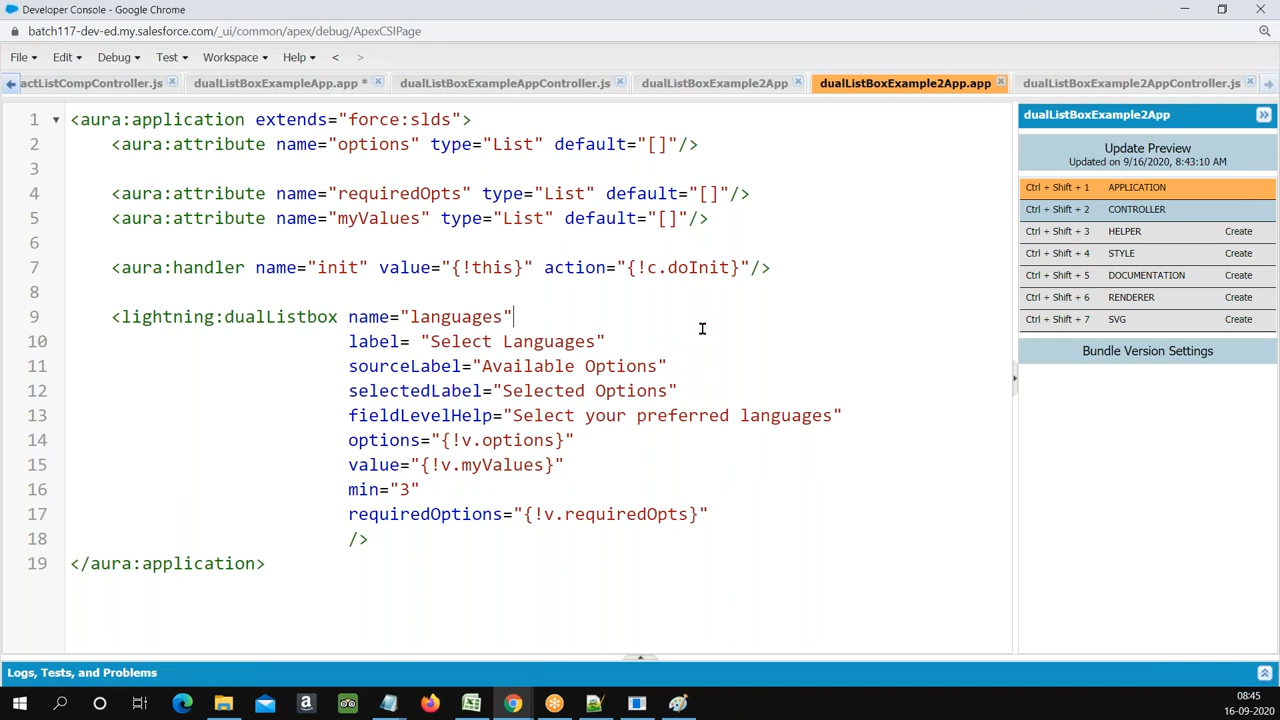 Developer Console - Google Chrome
batch117-dev-ed.my.salesforce.com/_ui/common/apex/debug/ApexCSIPage
File Edit Debug Test Workspace Help < >
actListCompController.js dualListBoxExampleApp.app * dualListBoxExampleAppController.js dualListBoxExample2App dualListBoxExample2App.app dualListBoxExample2AppController.js
1 <aura:application extends="force:slds">
2 <aura:attribute name="options" type="List" default="[]"/>
3
4 <aura:attribute name="requiredOpts" type="List" default="[]"/>
5 <aura:attribute name="myValues" type="List" default="[]"/>
6
7 <aura:handler name="init" value="{!this}" action="{!c.doInit}"/>
8
9 <lightning:dualListbox name="languages"
10 label= "Select Languages"
11 sourceLabel="Available Options"
12 selectedLabel="Selected Options"
13 fieldLevelHelp="Select your preferred languages"
14 options="{!v.options}"
15 value="{!v.myValues}"
16 min="3"
17 requiredOptions="{!v.requiredOpts}"
18 />
19 </aura:application>
dualListBoxExample2App
Update Preview
Updated on 9/16/2020, 8:43:10 AM
Ctrl + Shift + 1 APPLICATION
Ctrl + Shift + 2 CONTROLLER
Ctrl + Shift + 3 HELPER Create
Ctrl + Shift + 4 STYLE Create
Ctrl + Shift + 5 DOCUMENTATION Create
Ctrl + Shift + 6 RENDERER Create
Ctrl + Shift + 7 SVG Create
Bundle Version Settings
Logs, Tests, and Problems
08:45
16-09-2020